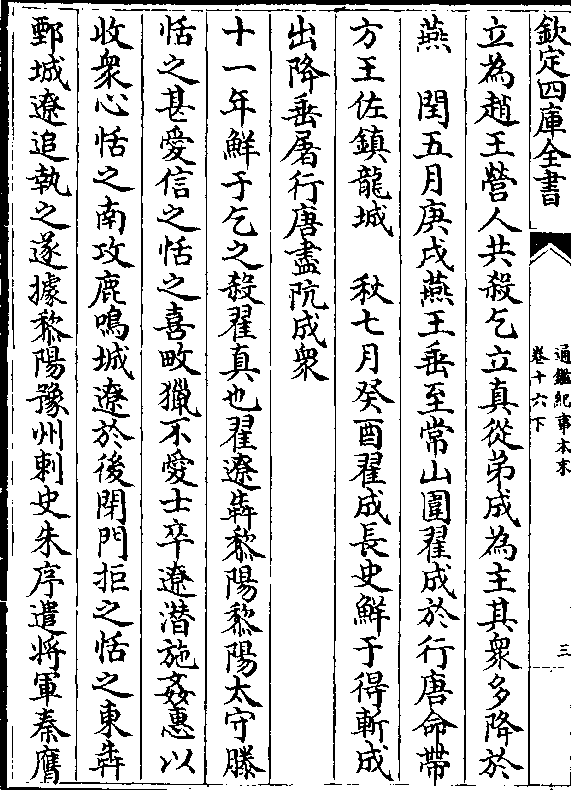 欽定四庫全書
通鑑紀事本末
卷十六下
三
立為趙王營人共殺乞立真從弟成為主其衆多降於
燕　閏五月庚戌燕王垂至常山圍翟成於行唐命帶
方王佐鎮龍城　秋七月癸酉翟成長史鮮于得斬成
出降垂屠行唐盡阬成衆
十一年鮮于乞之殺翟真也翟遼犇黎陽黎陽太守滕
恬之甚愛信之恬之喜畋獵不愛士卒遼潛施姦惠以
收衆心恬之南攻鹿鳴城遼於後閉門拒之恬之東犇
鄄城遼追執之遂據黎陽豫州刺史朱序遣将軍秦膺